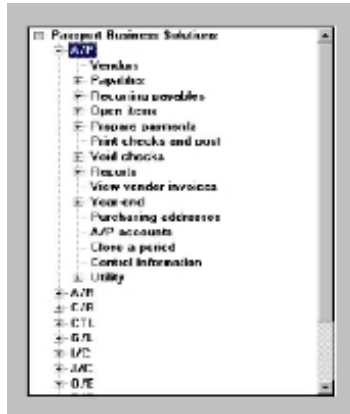 Passport Business Solutions
A/P
Vendors
Payables
Recurring payables
Open items
Prepare payments
Print checks and post
Void checks
Reports
View vendor invoices
Year-end
Purchasing addresses
A/P accounts
Close a period
Control information
Utility
A/R
C/R
CTL
G/L
I/C
J/C
O/E